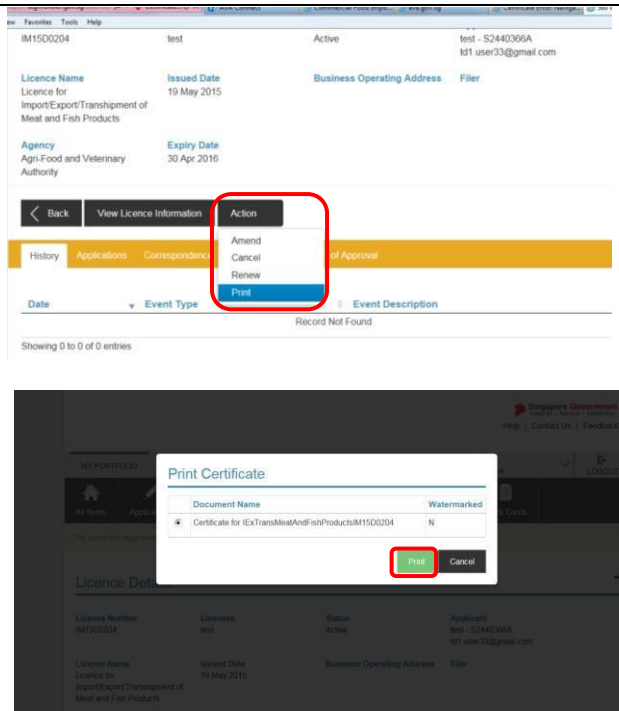 Favorites Tools Help
AVA Connect
IM15D0204 test Active test - S2440366A
td1.user33@gmail.com
Licence Name Issued Date Business Operating Address Filer
Licence for 19 May 2015
Import/Export/Transhipment of
Meat and Fish Products
Agency Expiry Date
Agri-Food and Veterinary 30 Apr 2016
Authority
Back View Licence Information Action
Amend
Cancel
Renew
Print
History Applications Correspondence of Approval
Date Event Type Event Description
Record Not Found
Showing 0 to 0 of 0 entries
Singapore Government
Help | Contact Us | Feedback
MY PORTFOLIO LOGOUT
Print Certificate
Document Name Watermarked
Certificate for IExTransMeatAndFishProductsIM15D0204 N
Print Cancel
All Items Cards
Licence Details
Licence Number Licensee Status Applicant
IM15D0204 test Active test - S2440366A
td1.user33@gmail.com
Licence Name Issued Date Business Operating Address Filer
Licence for 19 May 2015
Import/Export/Transhipment of
Meat and Fish Products